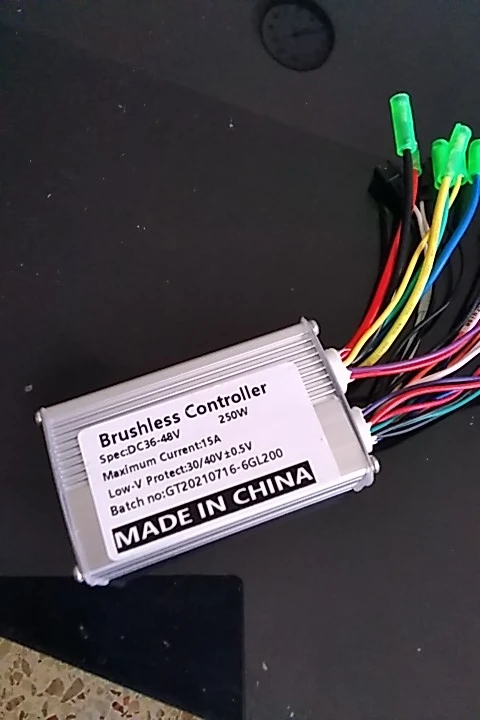 Brushless Controller
Spec:DC36-48V 250W
Maximum Current:15A
Low-V Protect:30/40V±0.5V
Batch no:GT20210716-6GL200
MADE IN CHINA